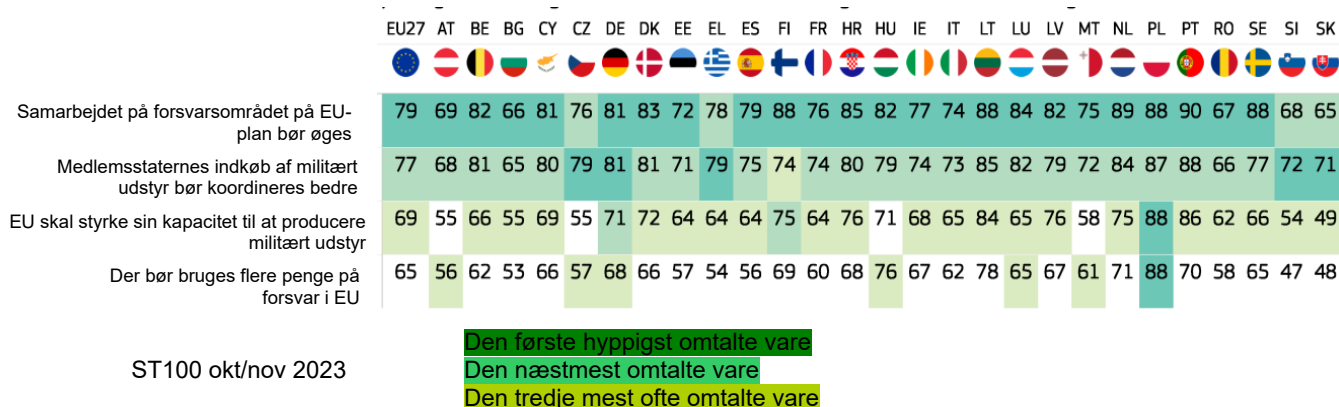 EU27 AT BE BG CY CZ DE DK EE EL ES FI FR HR HU IE IT LT LU LV MT NL PL PT RO SE SI SK
Samarbejdet på forsvarsområdet på EU-
plan bør øges
79 69 82 66 81 76 81 83 72 78 79 88 76 85 82 77 74 88 84 82 75 89 88 90 67 88 68 65
Medlemsstaternes indkøb af militært
udstyr bør koordineres bedre
77 68 81 65 80 79 81 81 71 79 75 74 74 80 79 74 73 85 82 79 72 84 87 88 66 77 72 71
EU skal styrke sin kapacitet til at producere
militært udstyr
69 55 66 55 69 55 71 72 64 64 64 75 64 76 71 68 65 84 65 76 58 75 88 86 62 66 54 49
Der bør bruges flere penge på
forsvar i EU
65 56 62 53 66 57 68 66 57 54 56 69 60 68 76 67 62 78 65 67 61 71 88 70 58 65 47 48
ST100 okt/nov 2023
Den første hyppigst omtalte vare
Den næstmest omtalte vare
Den tredje mest ofte omtalte vare